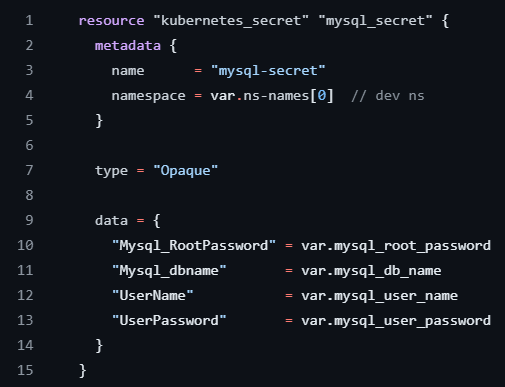 1 resource "kubernetes_secret" "mysql_secret" {
2   metadata {
3     name      = "mysql-secret"
4     namespace = var.ns-names[0]  // dev ns
5   }
6
7   type = "Opaque"
8
9   data = {
10     "Mysql_RootPassword" = var.mysql_root_password
11     "Mysql_dbname"       = var.mysql_db_name
12     "UserName"           = var.mysql_user_name
13     "UserPassword"       = var.mysql_user_password
14   }
15 }